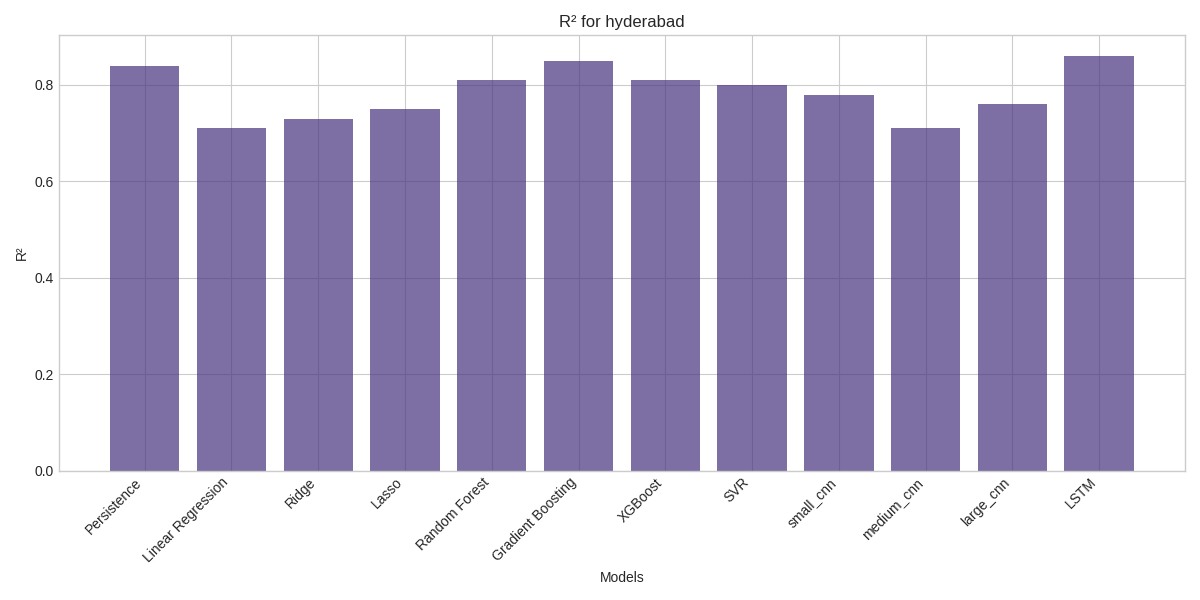 R² for hyderabad
R²
0.8
0.6
0.4
0.2
0.0
Persistence
Linear Regression
Ridge
Lasso
Random Forest
Gradient Boosting
XGBoost
SVR
small_cnn
medium_cnn
large_cnn
LSTM
Models